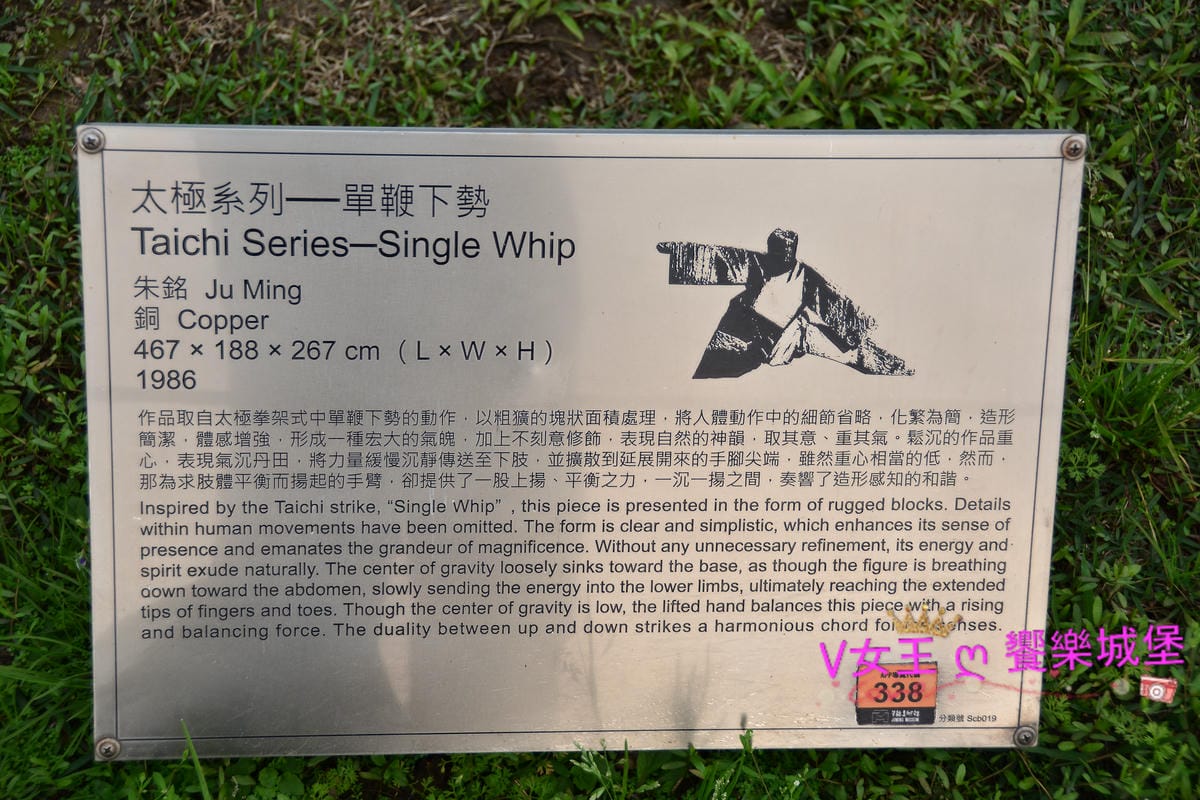 太極系列──單鞭下勢
Taichi Series—Single Whip
朱銘 Ju Ming
銅 Copper
467 × 188 × 267 cm ( L × W × H )
1986
作品取自太極拳架式中單鞭下勢的動作，以粗獷的塊狀面積處理，將人體動作中的細節省略，化繁為簡，造形
簡潔，體感增強，形成一種宏大的氣魄，加上不刻意修飾，表現自然的神韻，取其意、重其氣。鬆沉的作品重
心，表現氣沉丹田，將力量緩慢沉靜傳送至下肢，並擴散到延展開來的手腳尖端，雖然重心相當的低，然而，
那為求肢體平衡而揚起的手臂，卻提供了一股上揚、平衡之力，一沉一揚之間，奏響了造形感知的和諧。
Inspired by the Taichi strike, “Single Whip” , this piece is presented in the form of rugged blocks. Details
within human movements have been omitted. The form is clear and simplistic, which enhances its sense of
presence and emanates the grandeur of magnificence. Without any unnecessary refinement, its energy and
spirit exude naturally. The center of gravity loosely sinks toward the base, as though the figure is breathing
down toward the abdomen, slowly sending the energy into the lower limbs, ultimately reaching the extended
tips of fingers and toes. Though the center of gravity is low, the lifted hand balances this piece with a rising
and balancing force. The duality between up and down strikes a harmonious chord for senses.
V女王 ღ 饗樂城堡
338
JUMING MUSEUM
分類號 Scb019